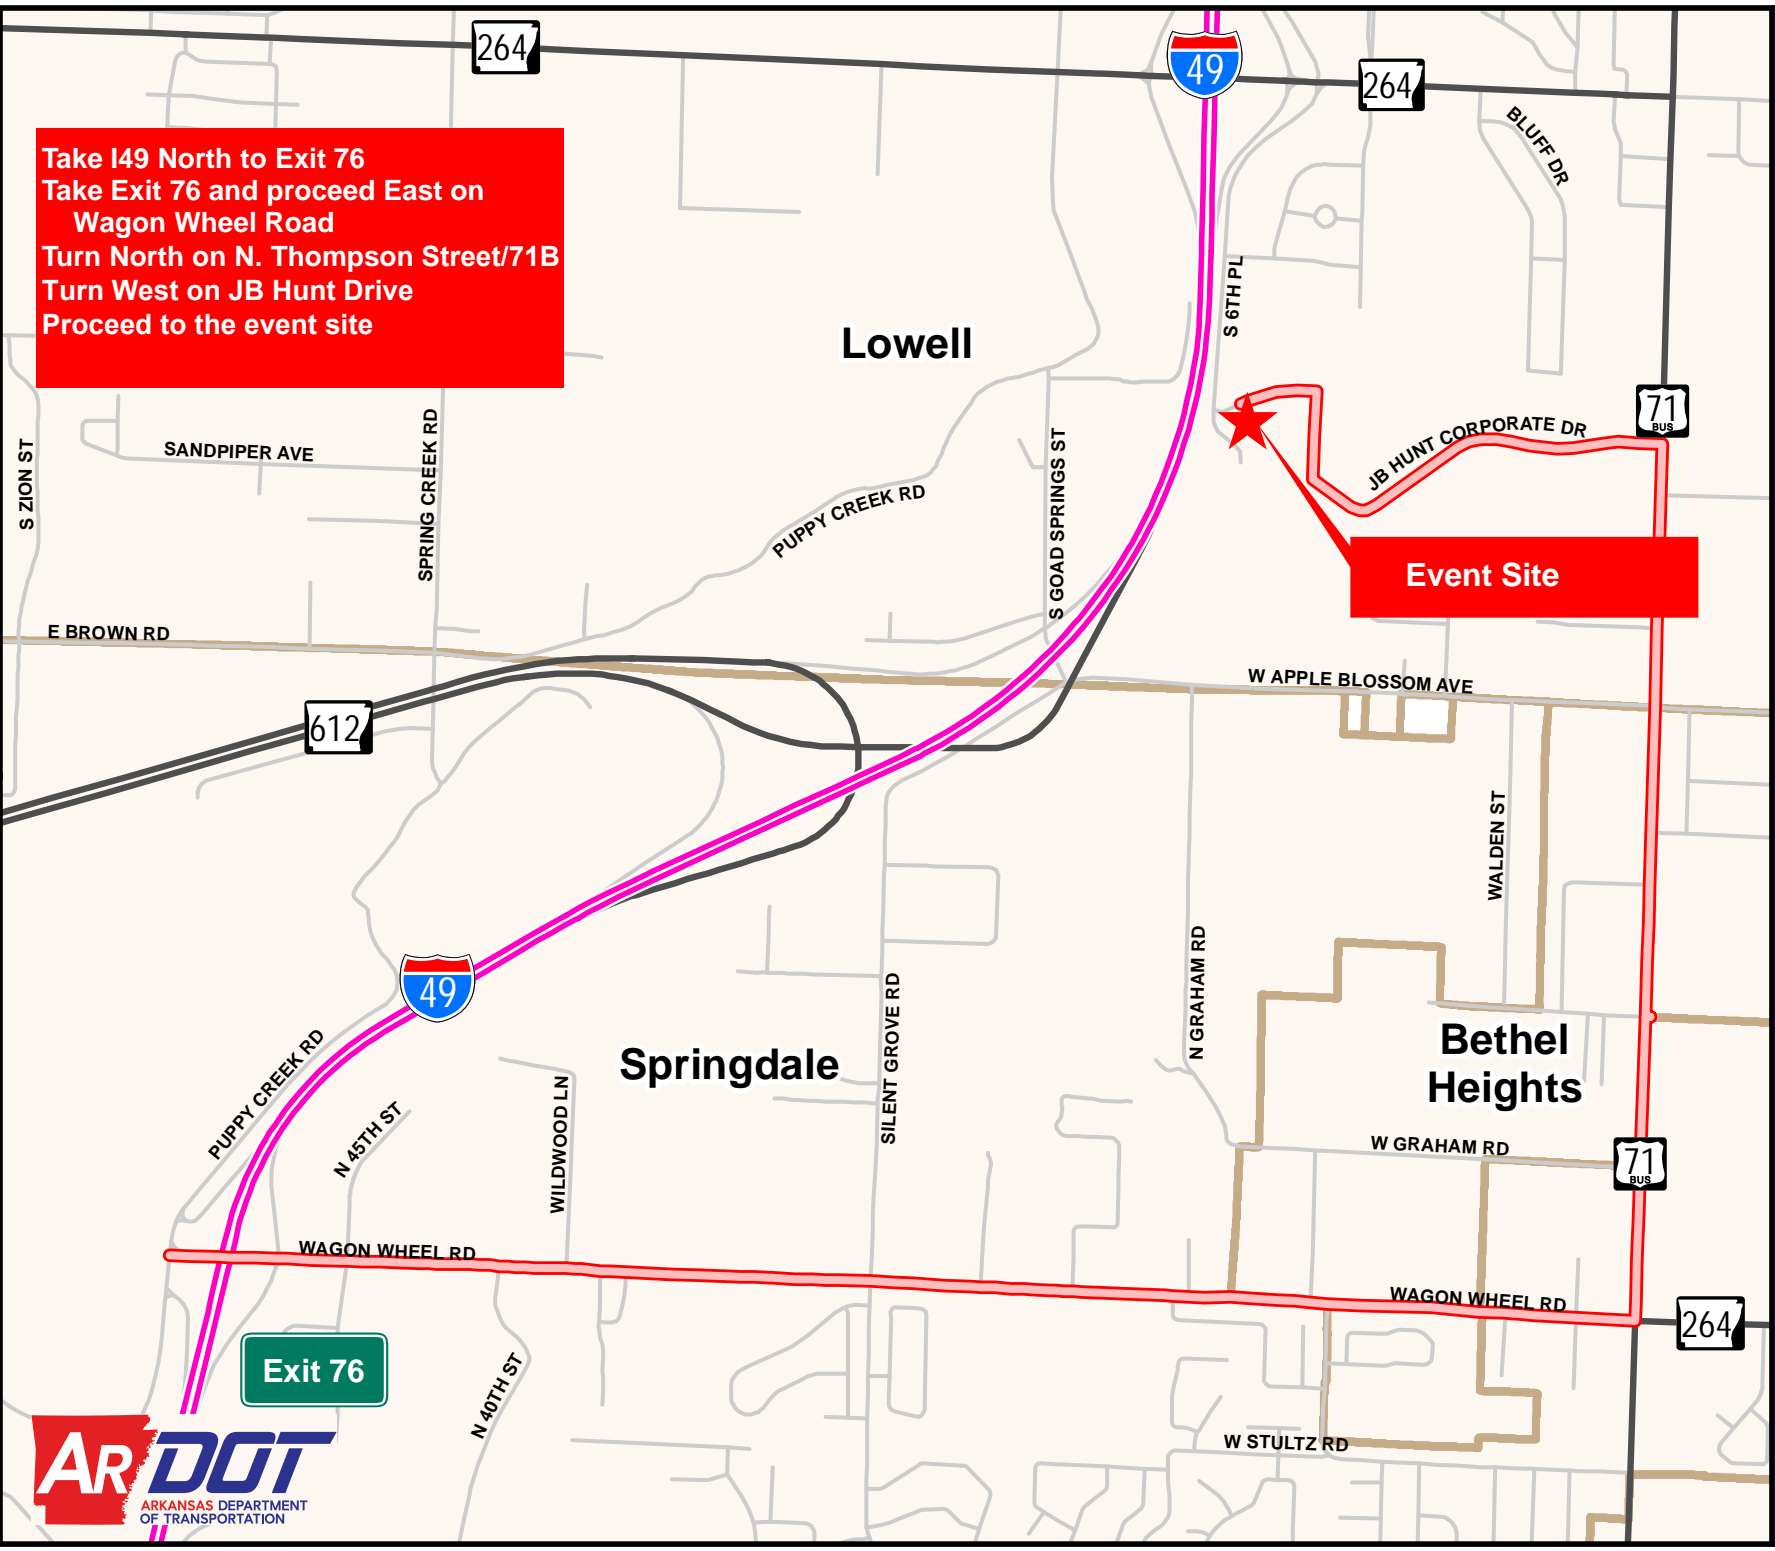 264
49
264
BLUFF DR
Take I49 North to Exit 76
Take Exit 76 and proceed East on
Wagon Wheel Road
Turn North on N. Thompson Street/71B
Turn West on JB Hunt Drive
Proceed to the event site
S 6TH PL
Lowell
71
BUS
JB HUNT CORPORATE DR
S ZION ST
SANDPIPER AVE
SPRING CREEK RD
PUPPY CREEK RD
S GOAD SPRINGS ST
Event Site
E BROWN RD
W APPLE BLOSSOM AVE
612
WALDEN ST
49
SILENT GROVE RD
N GRAHAM RD
Springdale
Bethel
Heights
PUPPY CREEK RD
N 45TH ST
WILDWOOD LN
W GRAHAM RD
71
BUS
WAGON WHEEL RD
WAGON WHEEL RD
264
Exit 76
N 40TH ST
W STULTZ RD
ARDOT
ARKANSAS DEPARTMENT
OF TRANSPORTATION